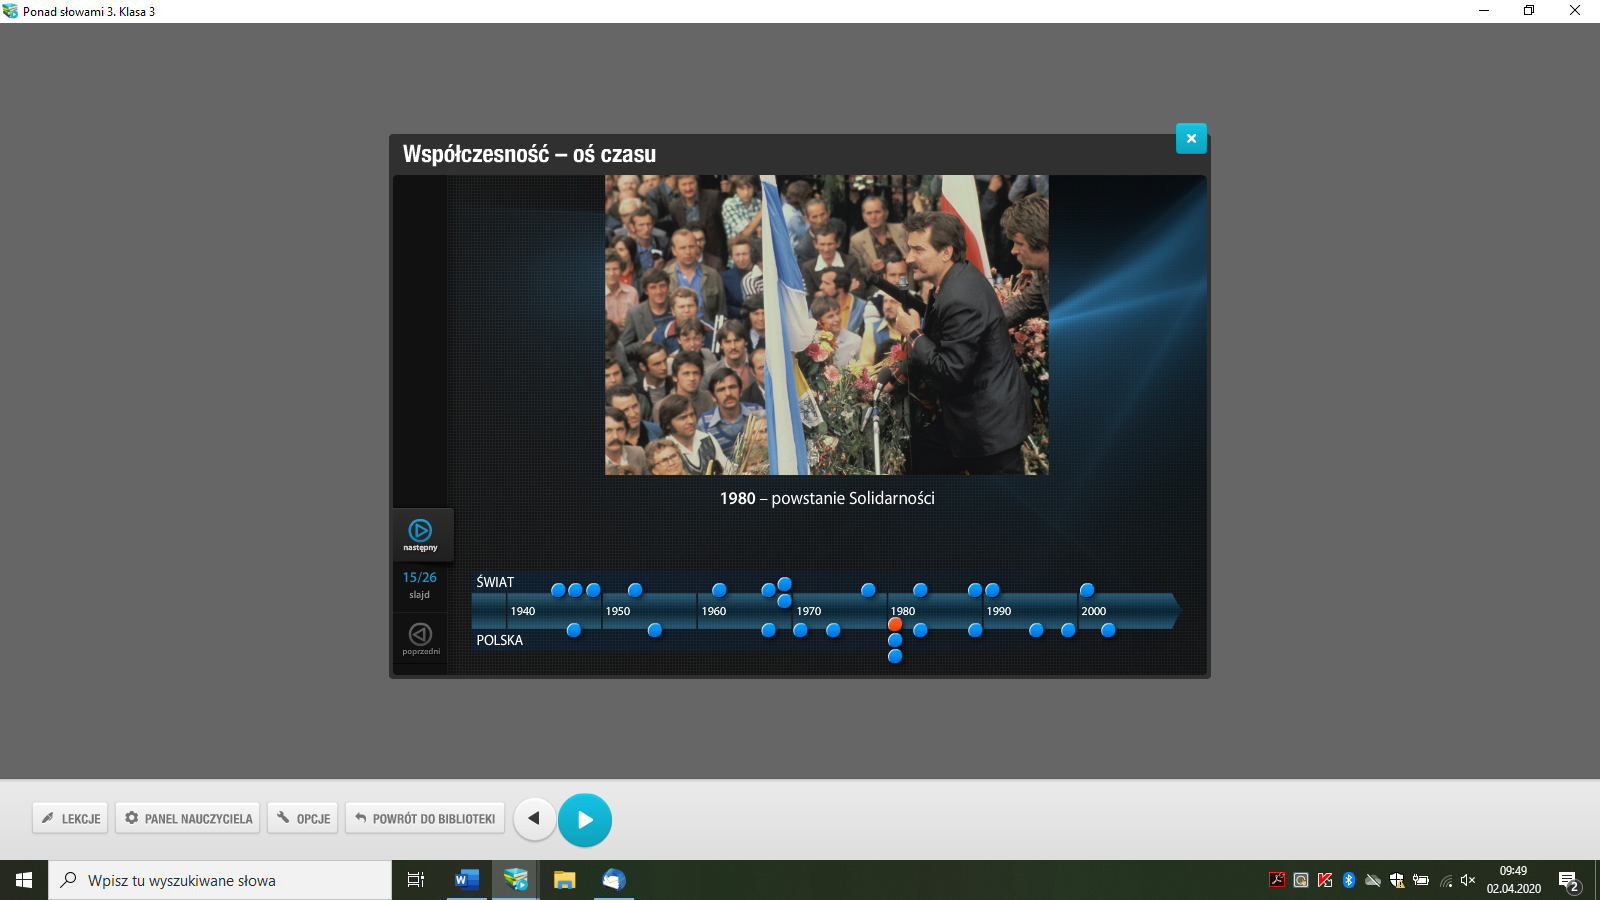 Ponad słowami 3. Klasa 3
Współczesność – oś czasu
1980 – powstanie Solidarności
następny
15/26
slajd
poprzedni
ŚWIAT
1940 1950 1960 1970 1980 1990 2000
POLSKA
LEKCJE PANEL NAUCZYCIELA OPCJE POWRÓT DO BIBLIOTEKI
Wpisz tu wyszukiwane słowa
09:49
02.04.2020
2